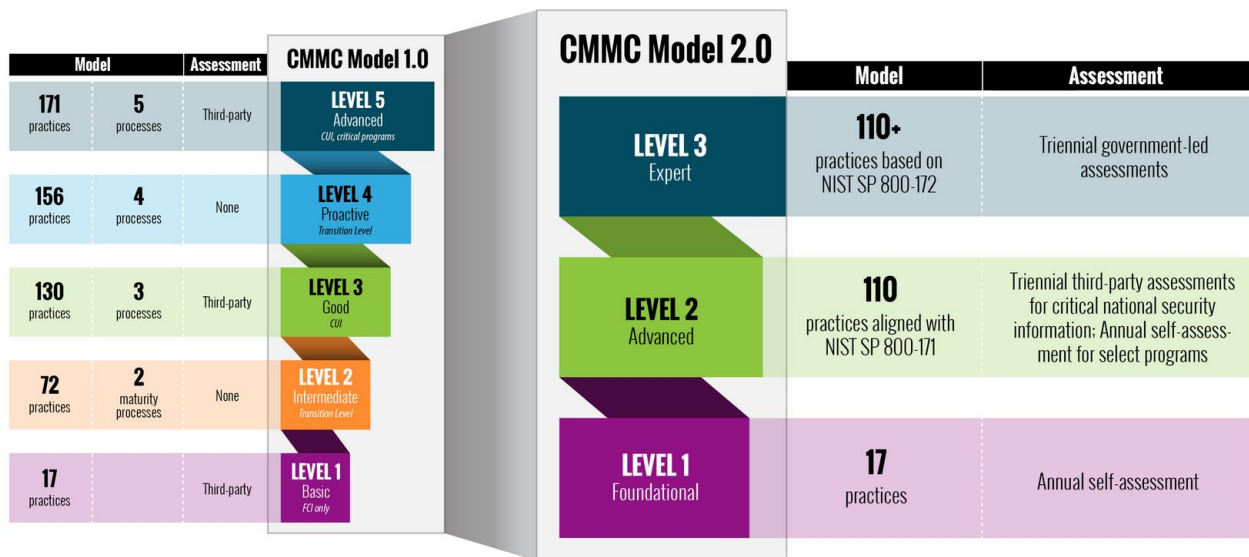 CMMC Model 1.0
Model
Assessment
171
practices
5
processes
Third-party
LEVEL 5
Advanced
CUI, critical programs
156
practices
4
processes
None
LEVEL 4
Proactive
Transition Level
130
practices
3
processes
Third-party
LEVEL 3
Good
CUI
72
practices
2
maturity
processes
None
LEVEL 2
Intermediate
Transition Level
17
practices
Third-party
LEVEL 1
Basic
FCI only
CMMC Model 2.0
Model
Assessment
LEVEL 3
Expert
110+
practices based on
NIST SP 800-172
Triennial government-led
assessments
LEVEL 2
Advanced
110
practices aligned with
NIST SP 800-171
Triennial third-party assessments
for critical national security
information; Annual self-assess-
ment for select programs
LEVEL 1
Foundational
17
practices
Annual self-assessment